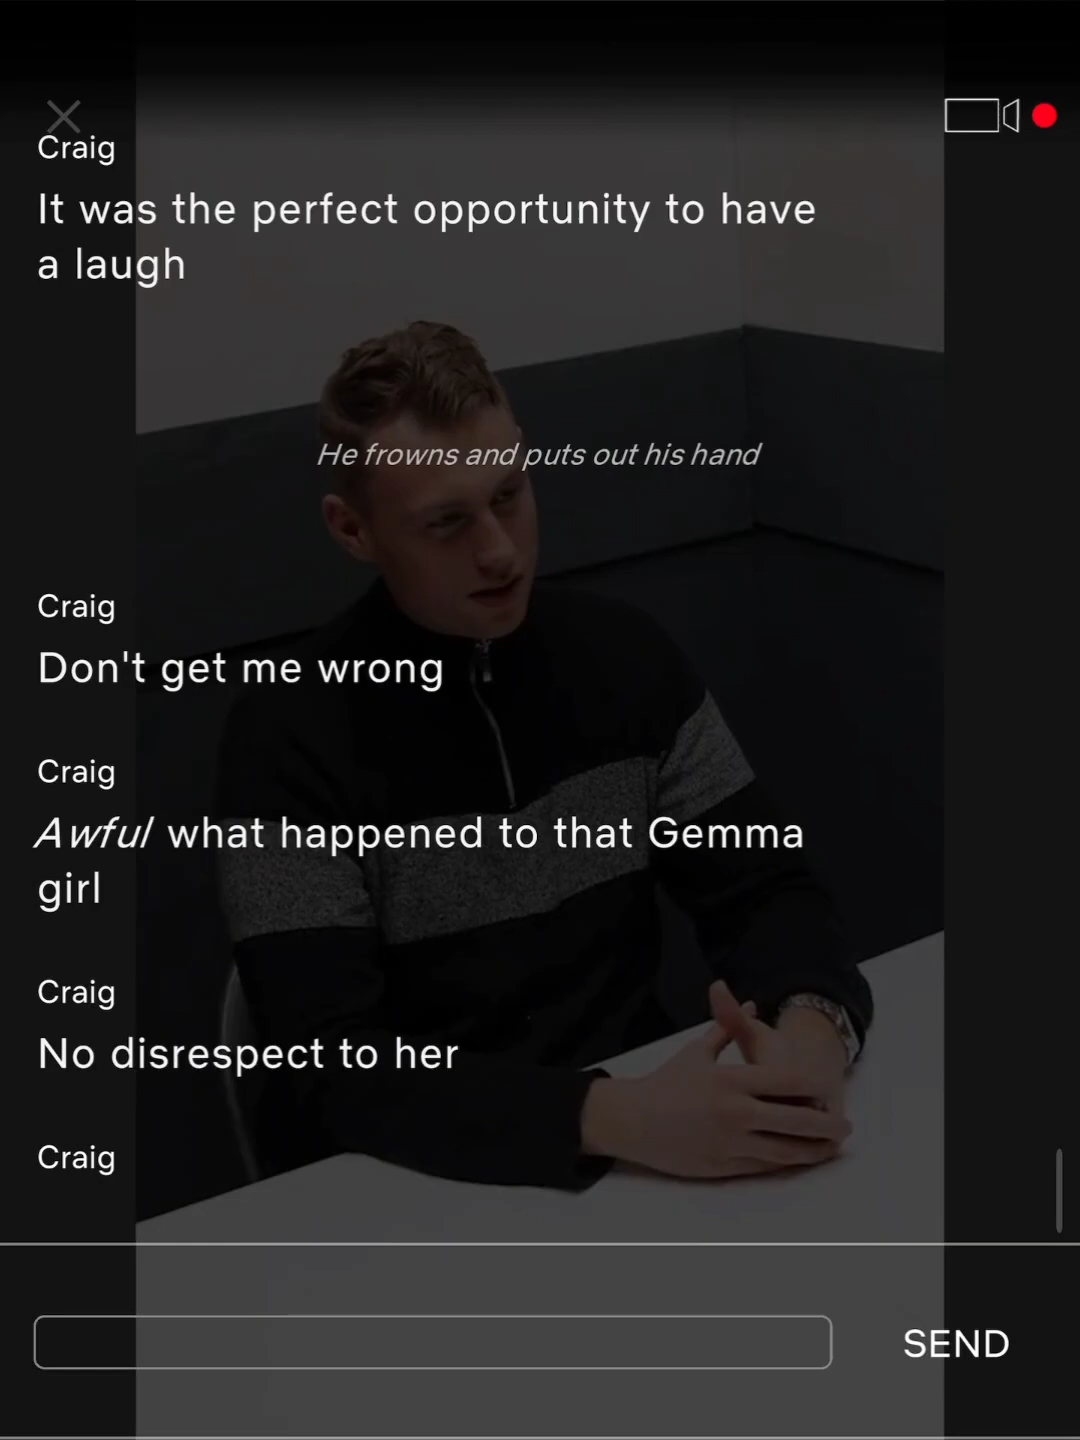 Craig
It was the perfect opportunity to have
a laugh
He frowns and puts out his hand
Craig
Don't get me wrong
Craig
Awful what happened to that Gemma
girl
Craig
No disrespect to her
Craig
SEND